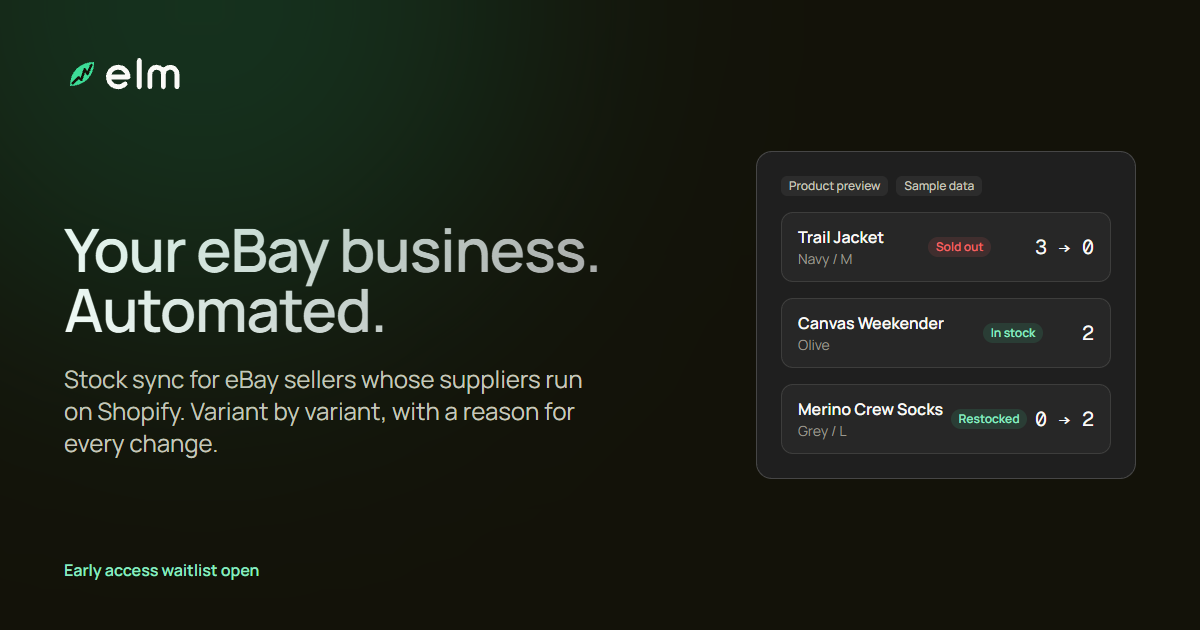 elm
Your eBay business.
Automated.
Stock sync for eBay sellers whose suppliers run
on Shopify. Variant by variant, with a reason for
every change.
Early access waitlist open
Product preview Sample data
Trail Jacket Sold out 3 → 0
Navy / M
Canvas Weekender In stock 2
Olive
Merino Crew Socks Restocked 0 → 2
Grey / L